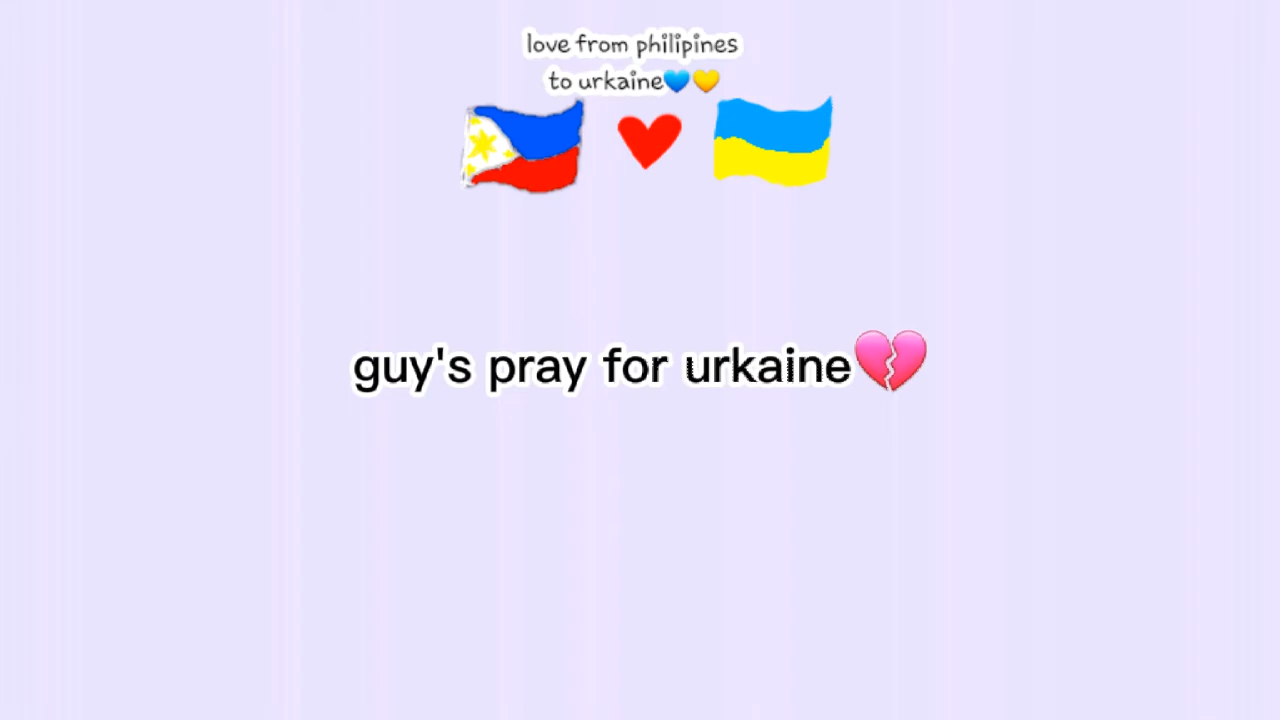 love from philipines
to urkaine💙💛
guy's pray for urkaine💔